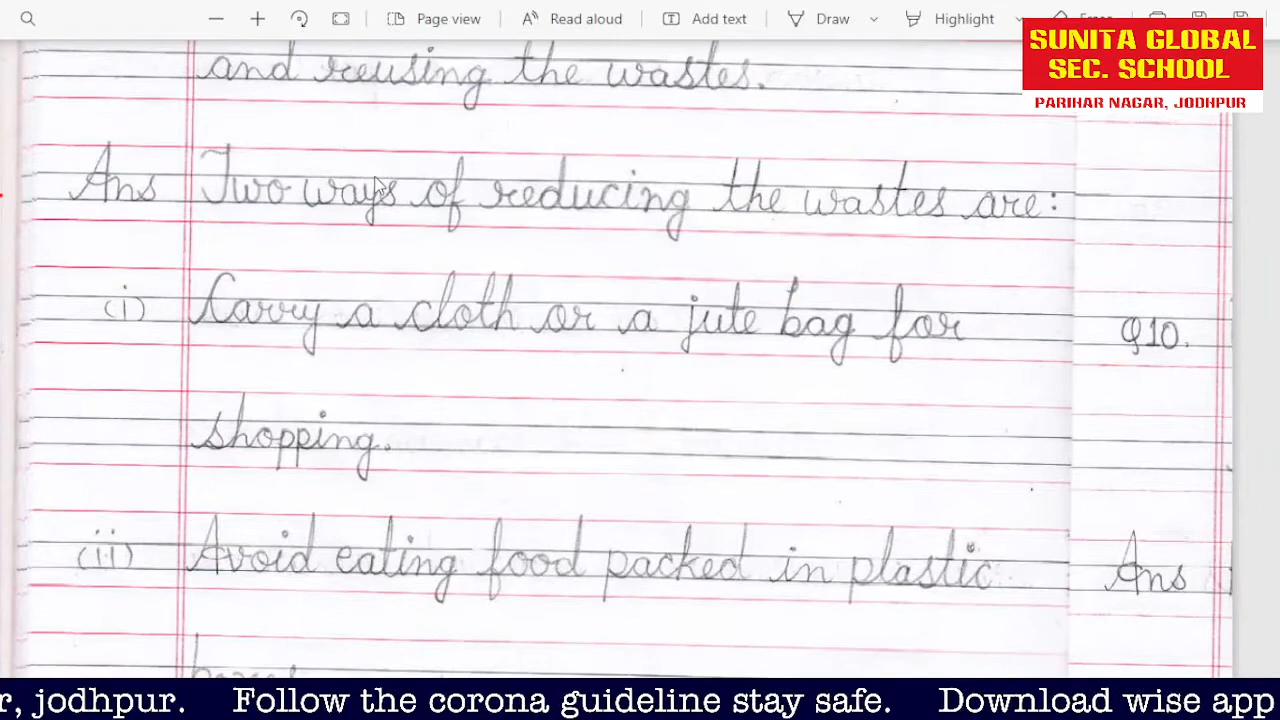 Page view
Read aloud
Add text
Draw
Highlight
SUNITA GLOBAL
SEC. SCHOOL
PARIHAR NAGAR, JODHPUR
and reusing the wastes.
Ans Two ways of reducing the wastes are:
(i) Carry a cloth or a jute bag for
shopping.
(ii) Avoid eating food packed in plastic
Q10.
Ans
r, jodhpur. Follow the corona guideline stay safe. Download wise app